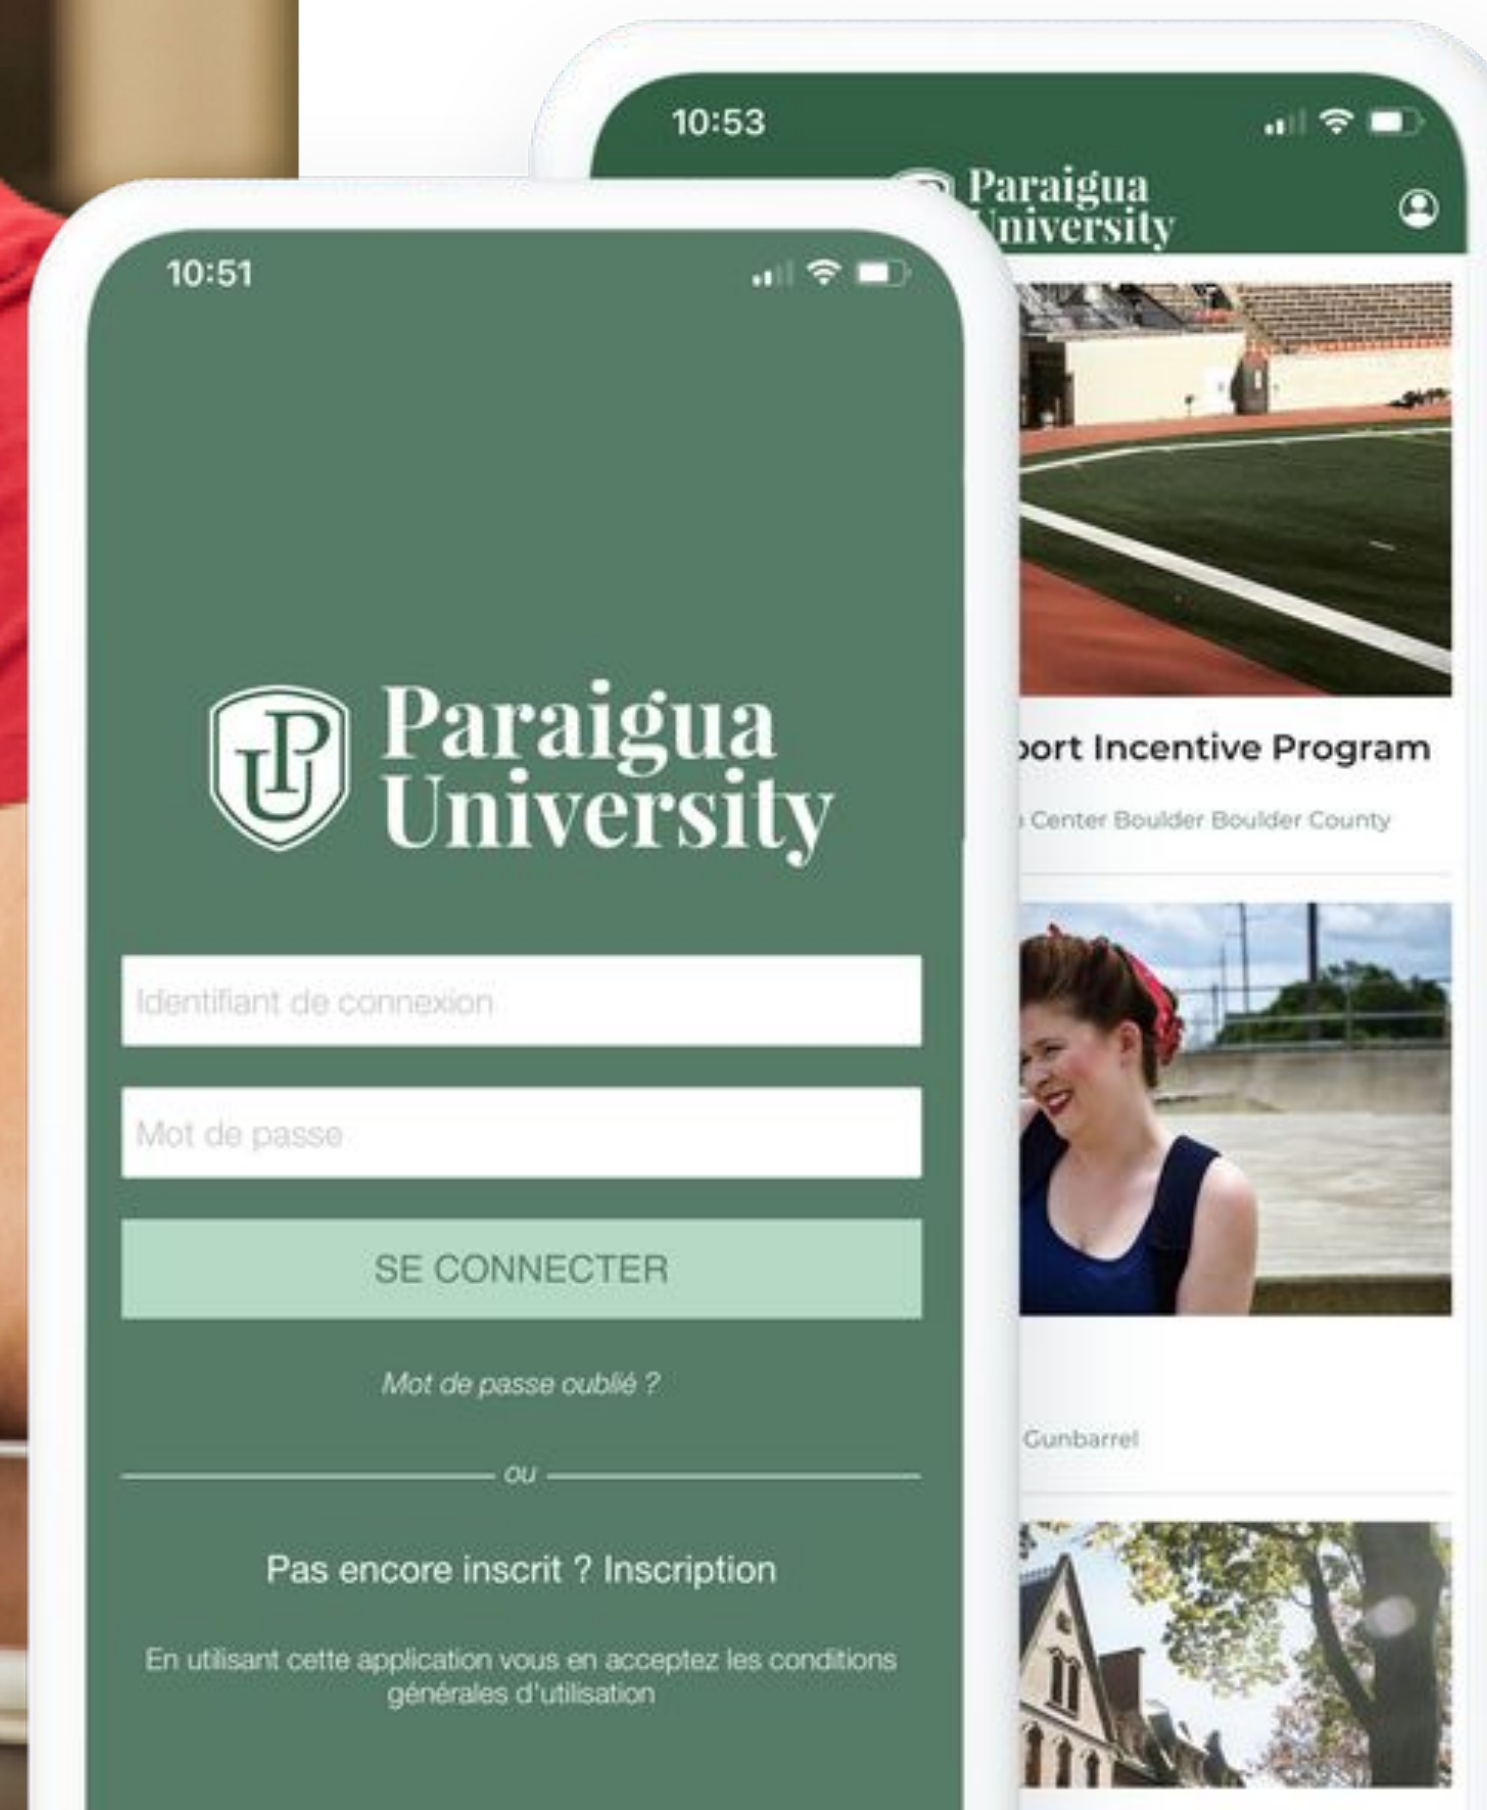 10:53
Paraigua
University
10:51
UP
Paraigua
University
Identifiant de connexion
Mot de passe
SE CONNECTER
Mot de passe oublié ?
ou
Pas encore inscrit ? Inscription
En utilisant cette application vous en acceptez les conditions
générales d'utilisation
Incentive Program
Center Boulder Boulder County
Gunbarrel